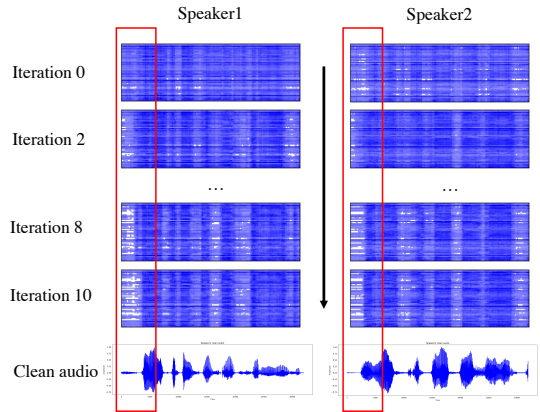 Speaker1
Speaker2
Iteration 0
Iteration 2
...
...
Iteration 8
Iteration 10
Clean audio